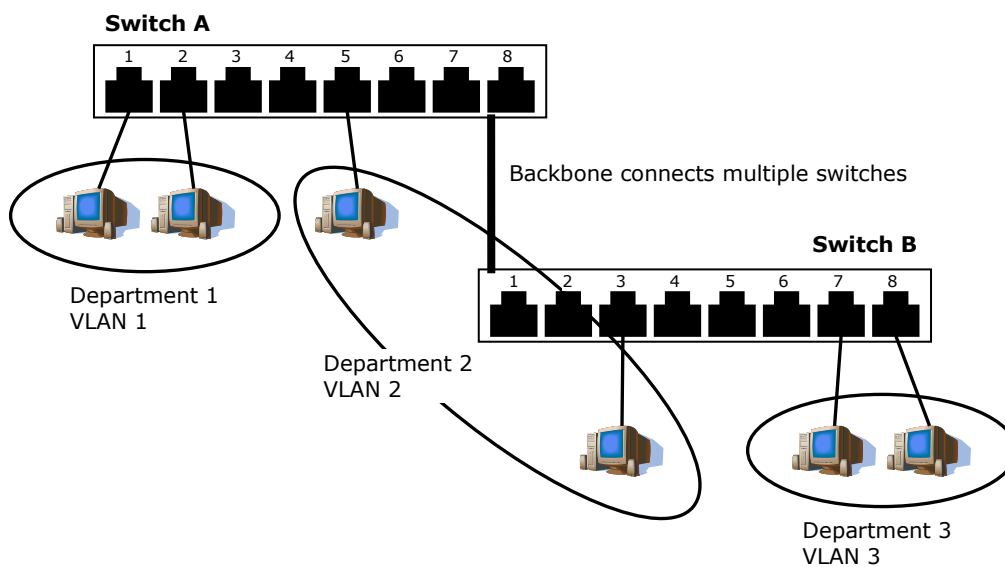 Switch A
1 2 3 4 5 6 7 8
Backbone connects multiple switches
Switch B
1 2 3 4 5 6 7 8
Department 1
VLAN 1
Department 2
VLAN 2
Department 3
VLAN 3